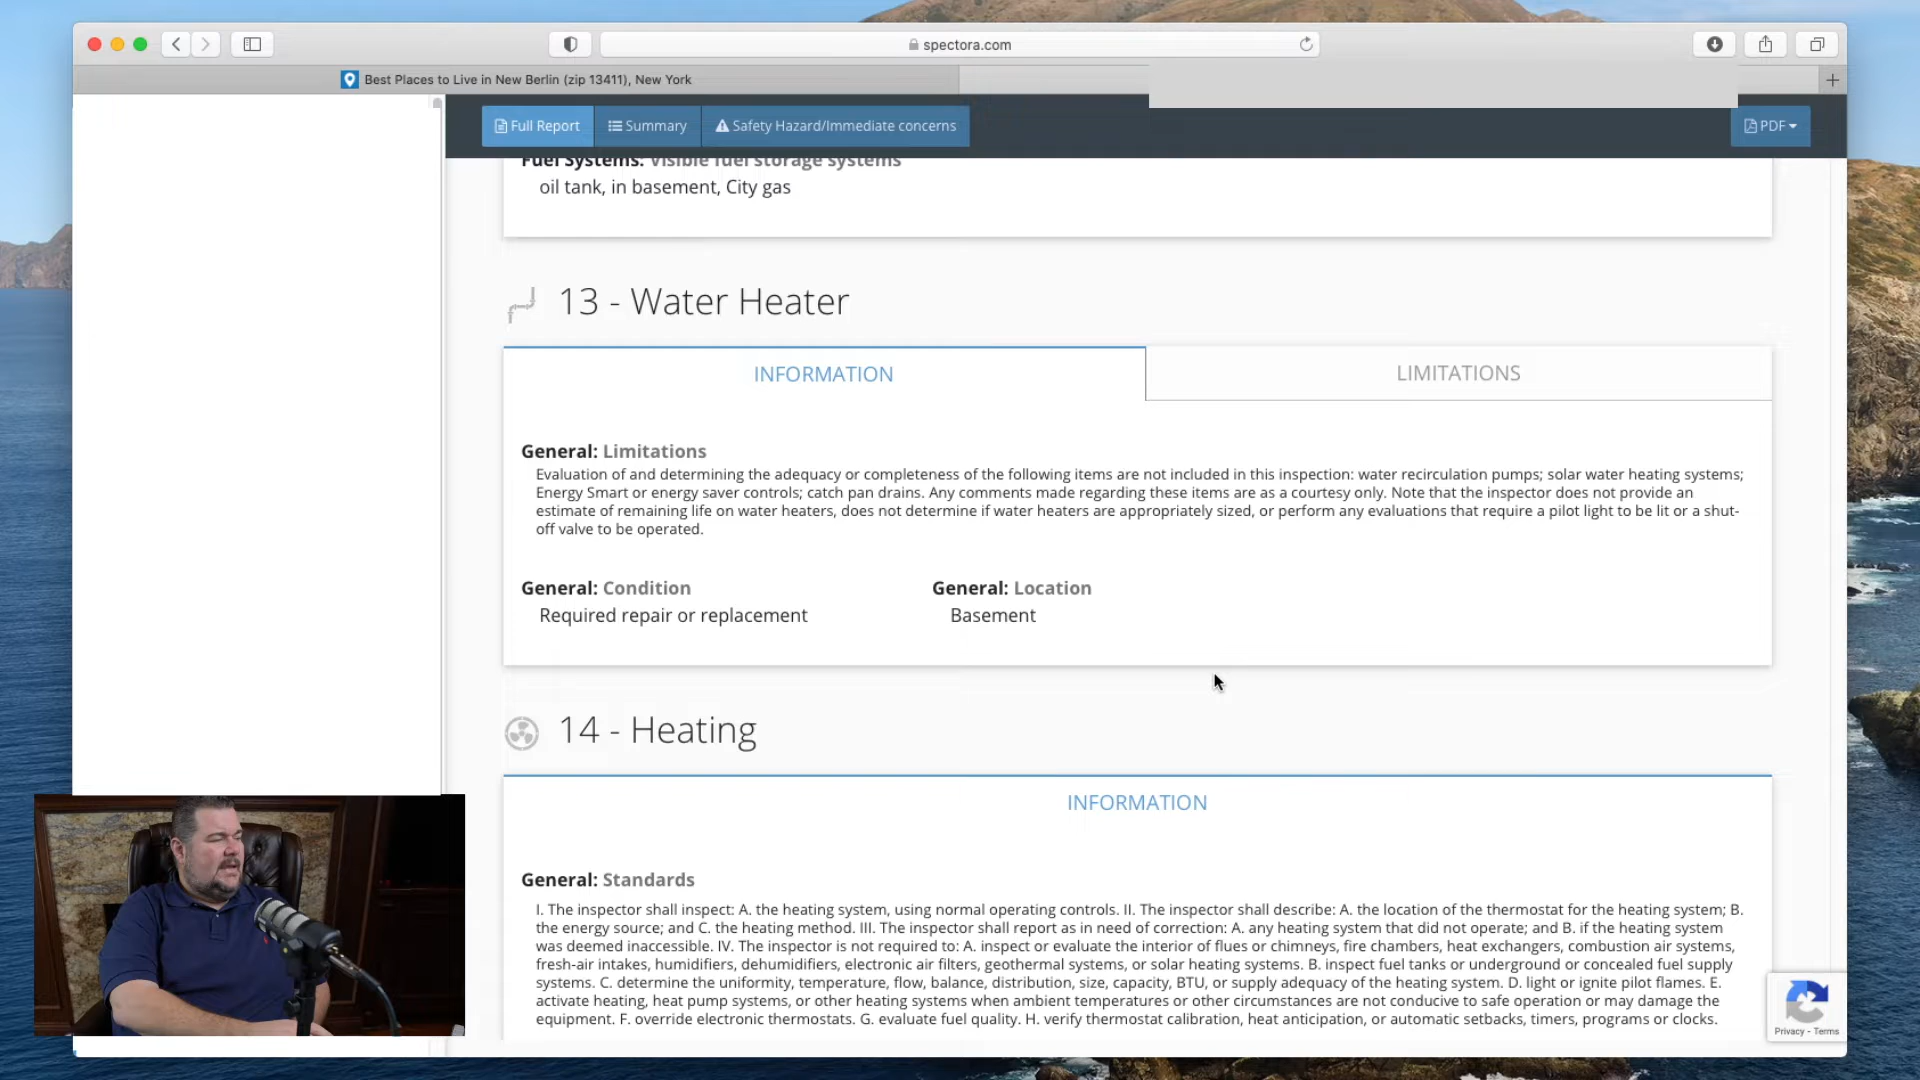 spectora.com
Best Places to Live in New Berlin (zip 13411), New York
Full Report
Summary
Safety Hazard/Immediate concerns
PDF
Fuel Systems: Visible fuel storage systems
oil tank, in basement, City gas
13 - Water Heater
INFORMATION
LIMITATIONS
General: Limitations
Evaluation of and determining the adequacy or completeness of the following items are not included in this inspection: water recirculation pumps; solar water heating systems;
Energy Smart or energy saver controls; catch pan drains. Any comments made regarding these items are as a courtesy only. Note that the inspector does not provide an
estimate of remaining life on water heaters, does not determine if water heaters are appropriately sized, or perform any evaluations that require a pilot light to be lit or a shut-
off valve to be operated.
General: Condition
General: Location
Required repair or replacement
Basement
14 - Heating
INFORMATION
General: Standards
I. The inspector shall inspect: A. the heating system, using normal operating controls. II. The inspector shall describe: A. the location of the thermostat for the heating system; B.
the energy source; and C. the heating method. III. The inspector shall report as in need of correction: A. any heating system that did not operate; and B. if the heating system
was deemed inaccessible. IV. The inspector is not required to: A. inspect or evaluate the interior of flues or chimneys, fire chambers, heat exchangers, combustion air systems,
fresh-air intakes, humidifiers, dehumidifiers, electronic air filters, geothermal systems, or solar heating systems. B. inspect fuel tanks or underground or concealed fuel supply
systems. C. determine the uniformity, temperature, flow, balance, distribution, size, capacity, BTU, or supply adequacy of the heating system. D. light or ignite pilot flames. E.
activate heating, heat pump systems, or other heating systems when ambient temperatures or other circumstances are not conducive to safe operation or may damage the
equipment. F. override electronic thermostats. G. evaluate fuel quality. H. verify thermostat calibration, heat anticipation, or automatic setbacks, timers, programs or clocks.
Privacy - Terms